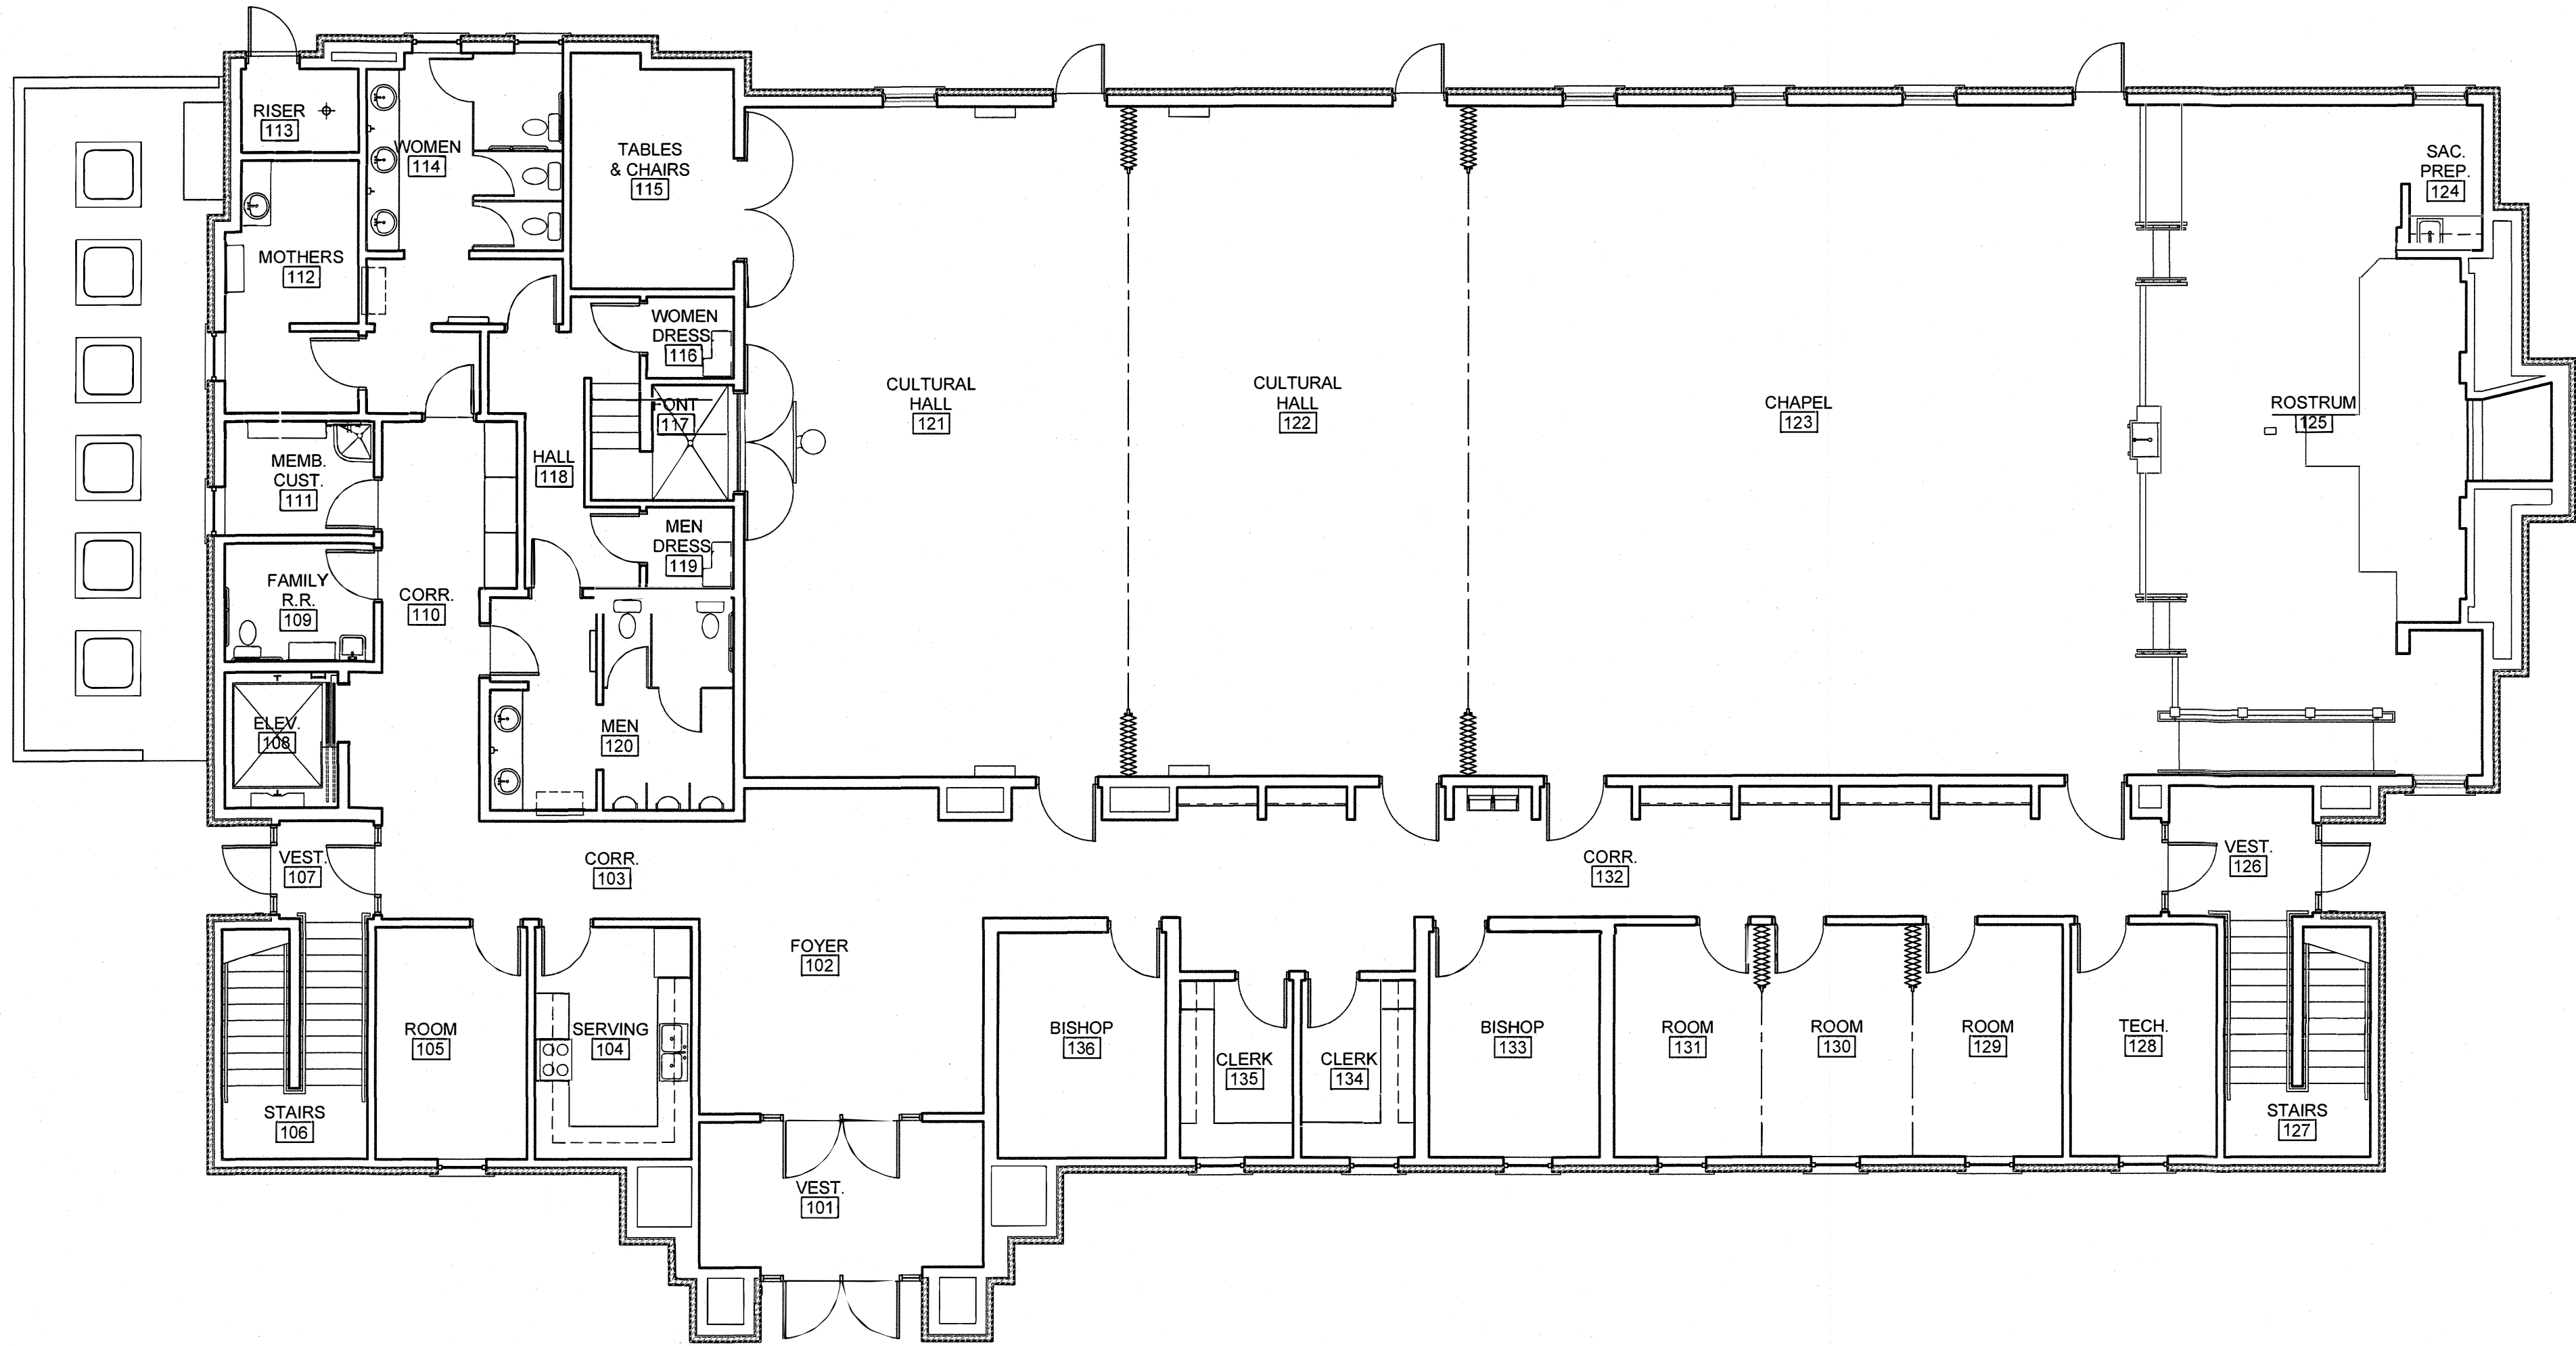 RISER
113
WOMEN
114
TABLES
& CHAIRS
115
SAC.
PREP.
124
MOTHERS
112
WOMEN
DRESS.
116
FONT
117
CULTURAL
HALL
121
CULTURAL
HALL
122
CHAPEL
123
ROSTRUM
125
MEMB.
CUST.
111
HALL
118
MEN
DRESS.
119
FAMILY
R.R.
109
CORR.
110
ELEV.
108
MEN
120
VEST.
107
CORR.
103
CORR.
132
VEST.
126
FOYER
102
ROOM
105
SERVING
104
BISHOP
136
CLERK
135
CLERK
134
BISHOP
133
ROOM
131
ROOM
130
ROOM
129
TECH.
128
STAIRS
106
STAIRS
127
VEST.
101